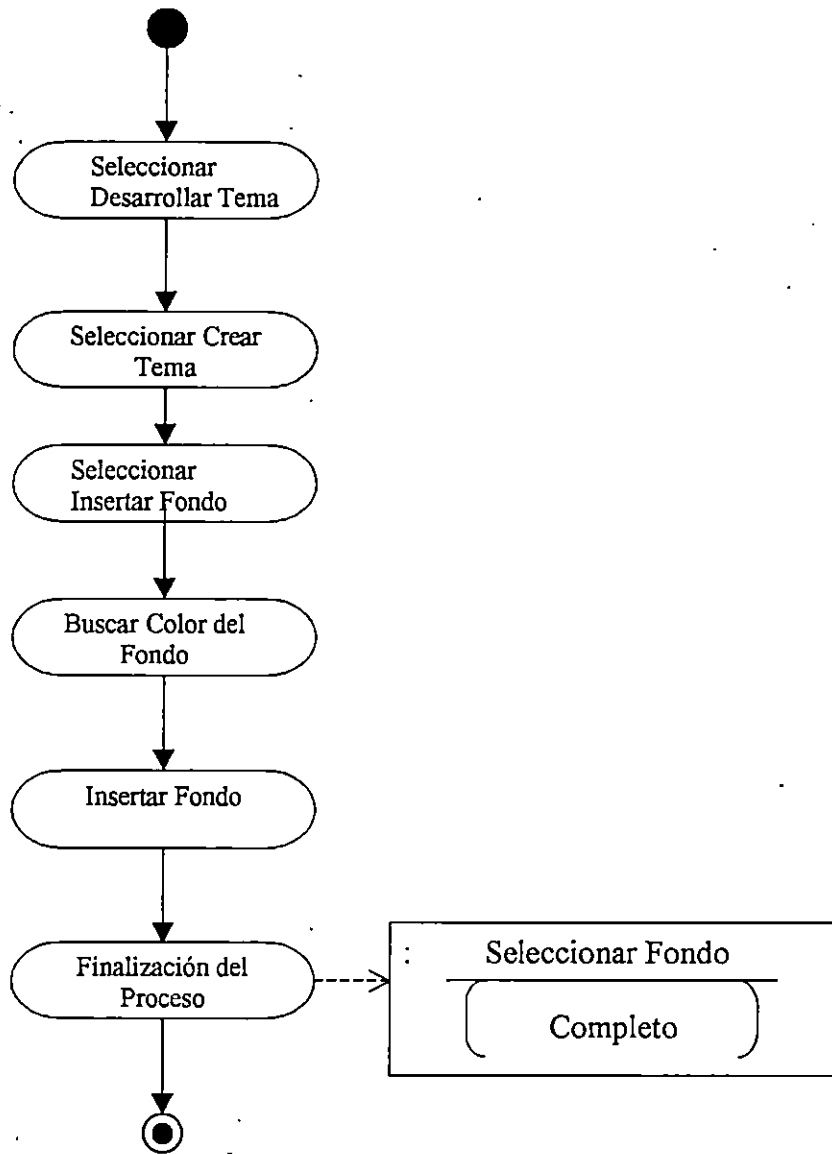 Seleccionar
Desarrollar Tema
Seleccionar Crear
Tema
Seleccionar
Insertar Fondo
Buscar Color del
Fondo
Insertar Fondo
Finalización del
Proceso
: Seleccionar Fondo
Completo